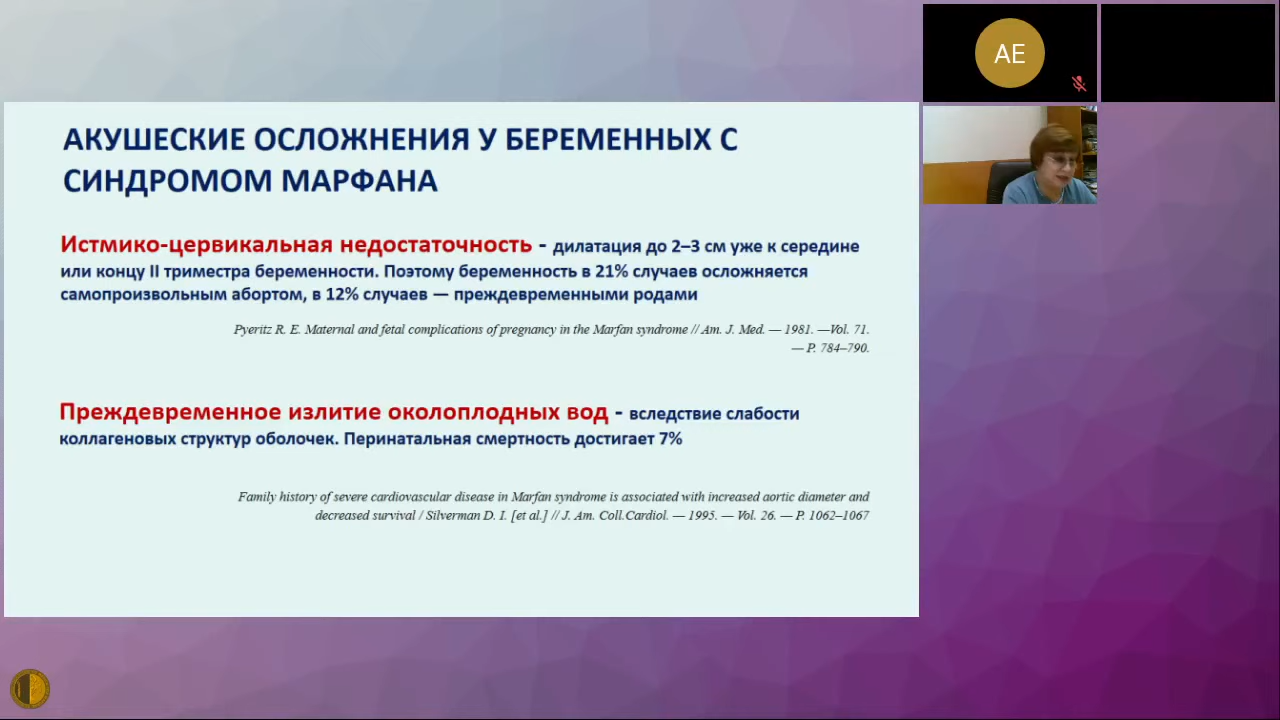 АКУШЕСКИЕ ОСЛОЖНЕНИЯ У БЕРЕМЕННЫХ С
СИНДРОМОМ МАРФАНА
Истмико-цервикальная недостаточность - дилатация до 2–3 см уже к середине
или концу II триместра беременности. Поэтому беременность в 21% случаев осложняется
самопроизвольным абортом, в 12% случаев — преждевременными родами
Pyeritz R. E. Maternal and fetal complications of pregnancy in the Marfan syndrome // Am. J. Med. — 1981. —Vol. 71.
— P. 784–790.
Преждевременное излитие околоплодных вод - вследствие слабости
коллагеновых структур оболочек. Перинатальная смертность достигает 7%
Family history of severe cardiovascular disease in Marfan syndrome is associated with increased aortic diameter and
decreased survival / Silverman D. I. [et al.] // J. Am. Coll.Cardiol. — 1995. — Vol. 26. — P. 1062–1067
AE